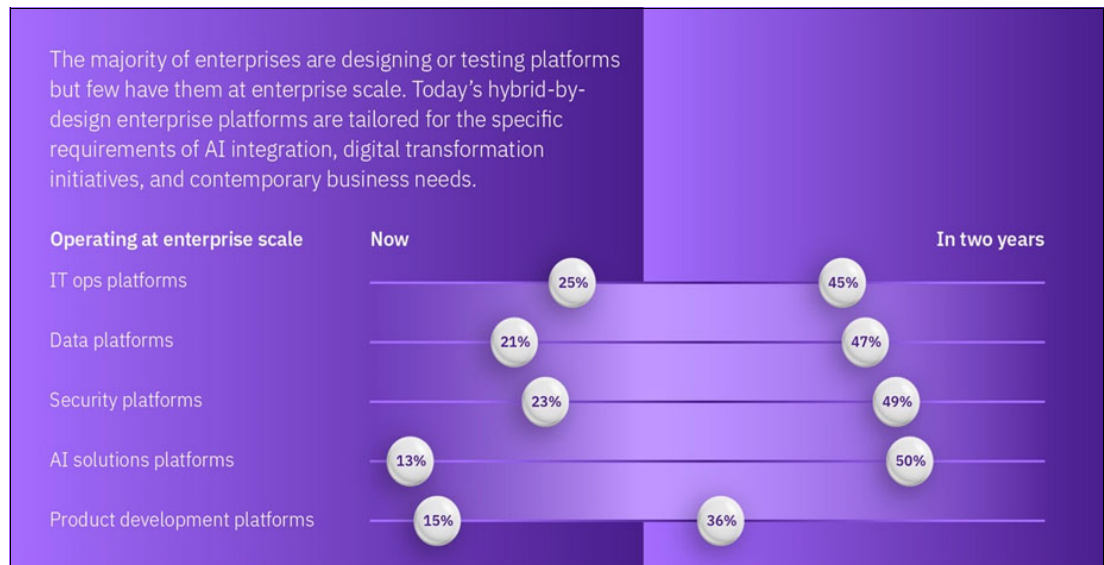 The majority of enterprises are designing or testing platforms
but few have them at enterprise scale. Today’s hybrid-by-
design enterprise platforms are tailored for the specific
requirements of AI integration, digital transformation
initiatives, and contemporary business needs.
Operating at enterprise scale Now In two years
IT ops platforms 25% 45%
Data platforms 21% 47%
Security platforms 23% 49%
AI solutions platforms 13% 50%
Product development platforms 15% 36%